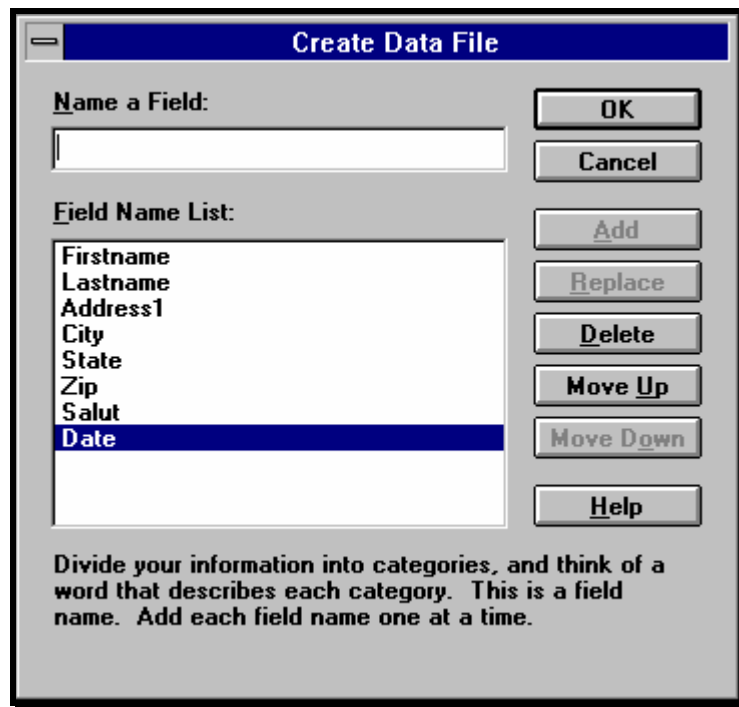 Create Data File
Name a Field:
OK
Cancel
Field Name List:
Add
Firstname
Lastname
Address1
City
State
Zip
Salut
Date
Replace
Delete
Move Up
Move Down
Help
Divide your information into categories, and think of a
word that describes each category.  This is a field
name.  Add each field name one at a time.